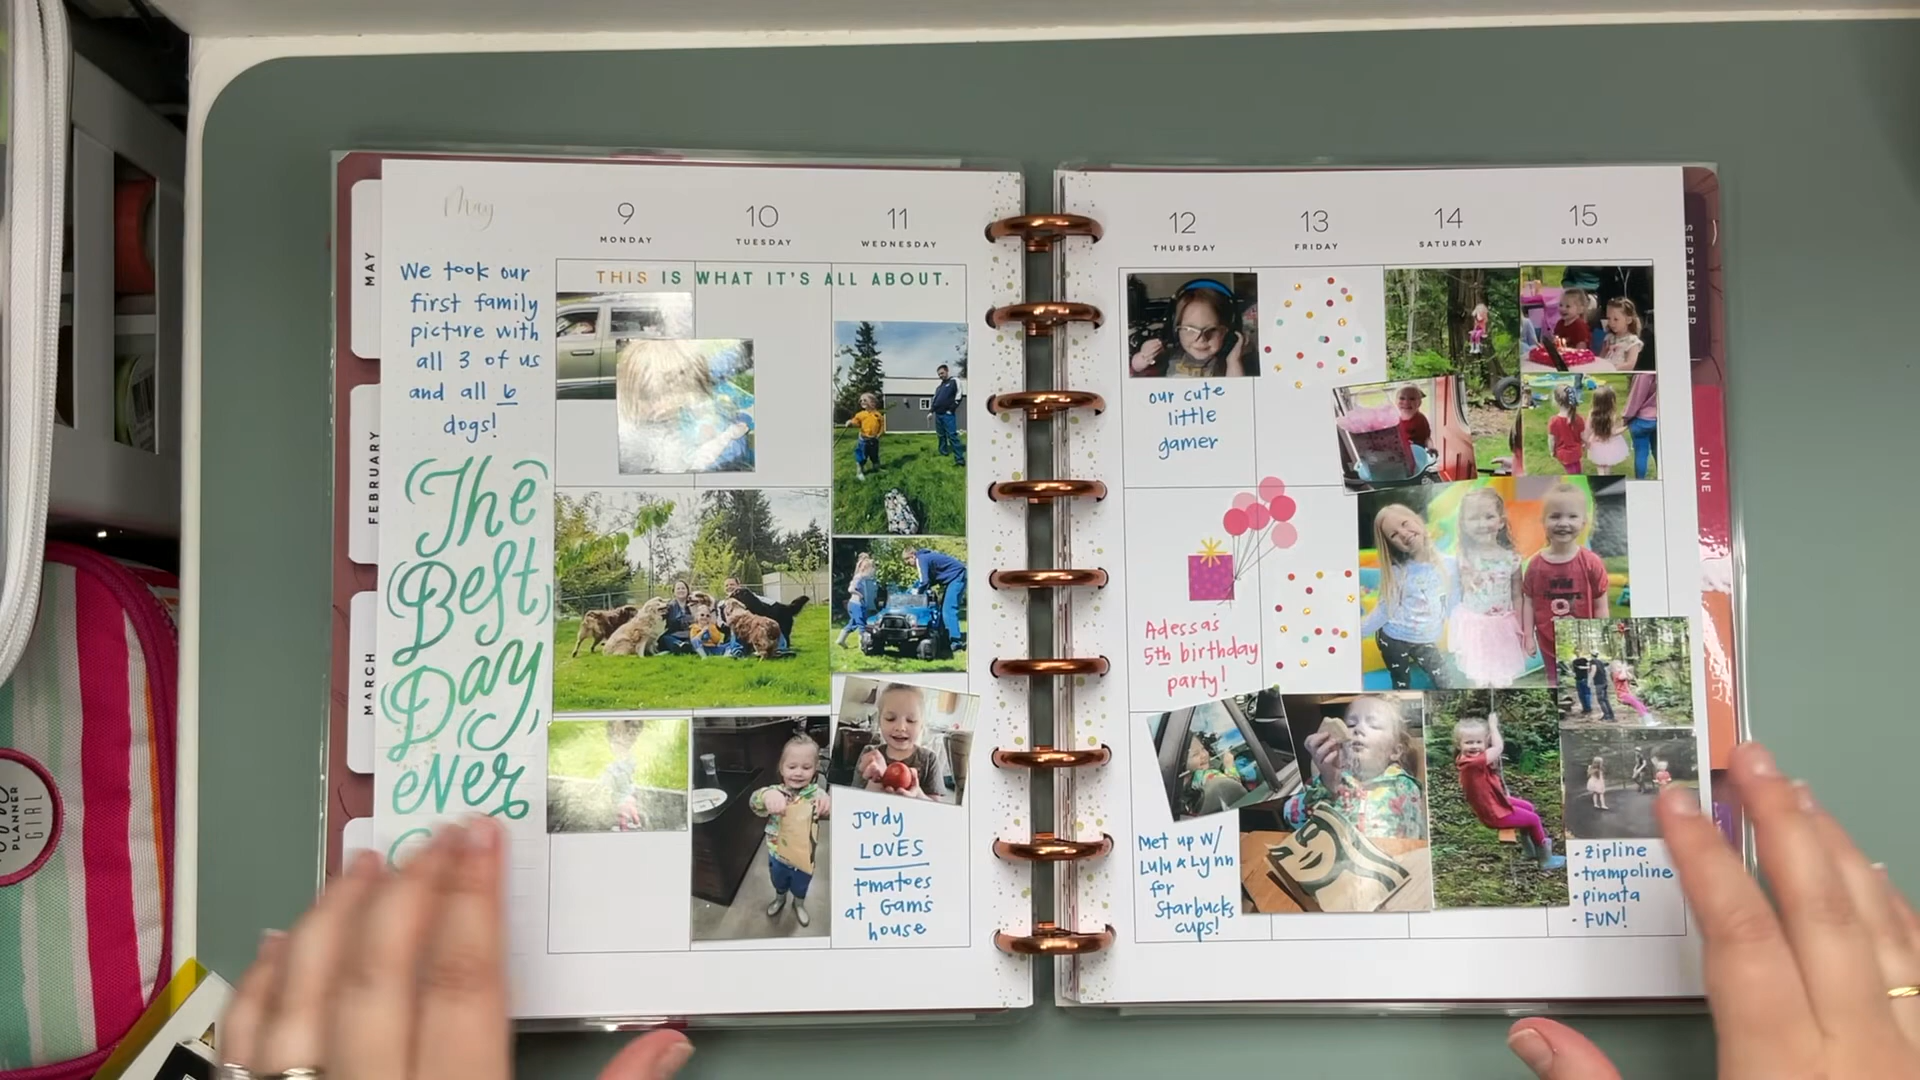 May
We took our
first family
picture with
all 3 of us
and all 6
dogs!
The
Best
Day
ever
9
MONDAY
10
TUESDAY
11
WEDNESDAY
THIS IS WHAT IT'S ALL ABOUT.
Jordy
LOVES
tomatoes
at Gam's
house
12
THURSDAY
13
FRIDAY
14
SATURDAY
15
SUNDAY
our cute
little
gamer
Adessa's
5th birthday
party!
Met up w/
Lulu & Lynn
for
Starbucks
cups!
• zipline
• trampoline
• pinata
• FUN!
MAY
FEBRUARY
MARCH
SEPTEMBER
JUNE
PLANNER
GIRL